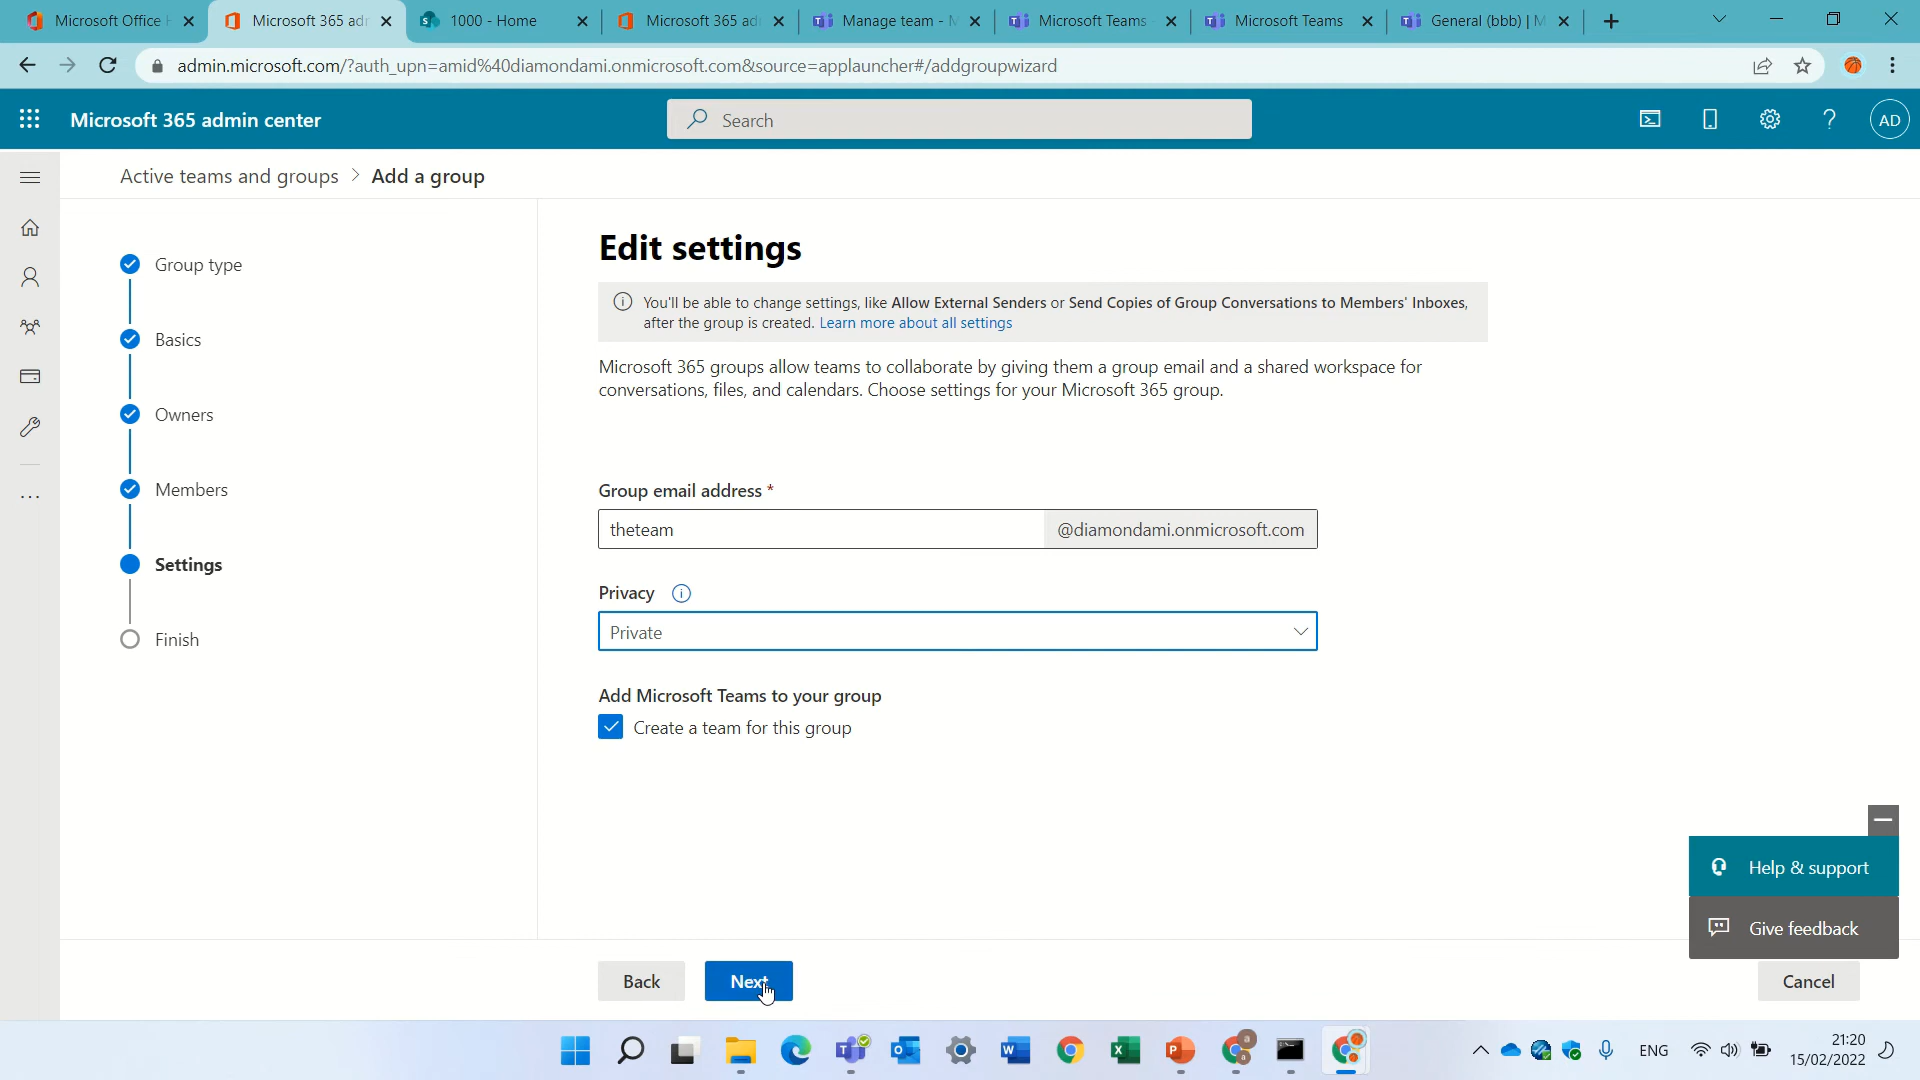 Microsoft Office H
Microsoft 365 adr
1000 - Home
Microsoft 365 ad
Manage team - M
Microsoft Teams
Microsoft Teams
General (bbb) | M
admin.microsoft.com/?auth_upn=amid%40diamondami.onmicrosoft.com&source=applauncher#/addgroupwizard
Microsoft 365 admin center
Search
AD
Active teams and groups > Add a group
Group type
Basics
Owners
Members
Settings
Finish
Edit settings
You'll be able to change settings, like Allow External Senders or Send Copies of Group Conversations to Members' Inboxes,
after the group is created. Learn more about all settings
Microsoft 365 groups allow teams to collaborate by giving them a group email and a shared workspace for
conversations, files, and calendars. Choose settings for your Microsoft 365 group.
Group email address *
theteam @diamondami.onmicrosoft.com
Privacy
Private
Add Microsoft Teams to your group
Create a team for this group
Help & support
Give feedback
Back
Next
Cancel
ENG
21:20
15/02/2022